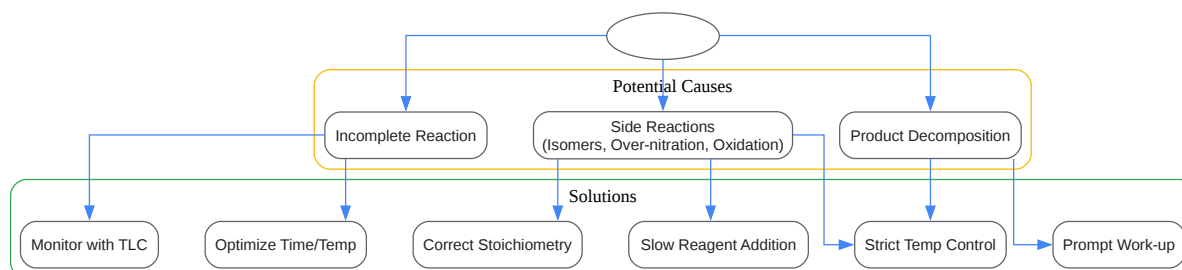 Potential Causes
Incomplete Reaction
Side Reactions
(Isomers, Over-nitration, Oxidation)
Product Decomposition
Solutions
Monitor with TLC
Optimize Time/Temp
Correct Stoichiometry
Slow Reagent Addition
Strict Temp Control
Prompt Work-up